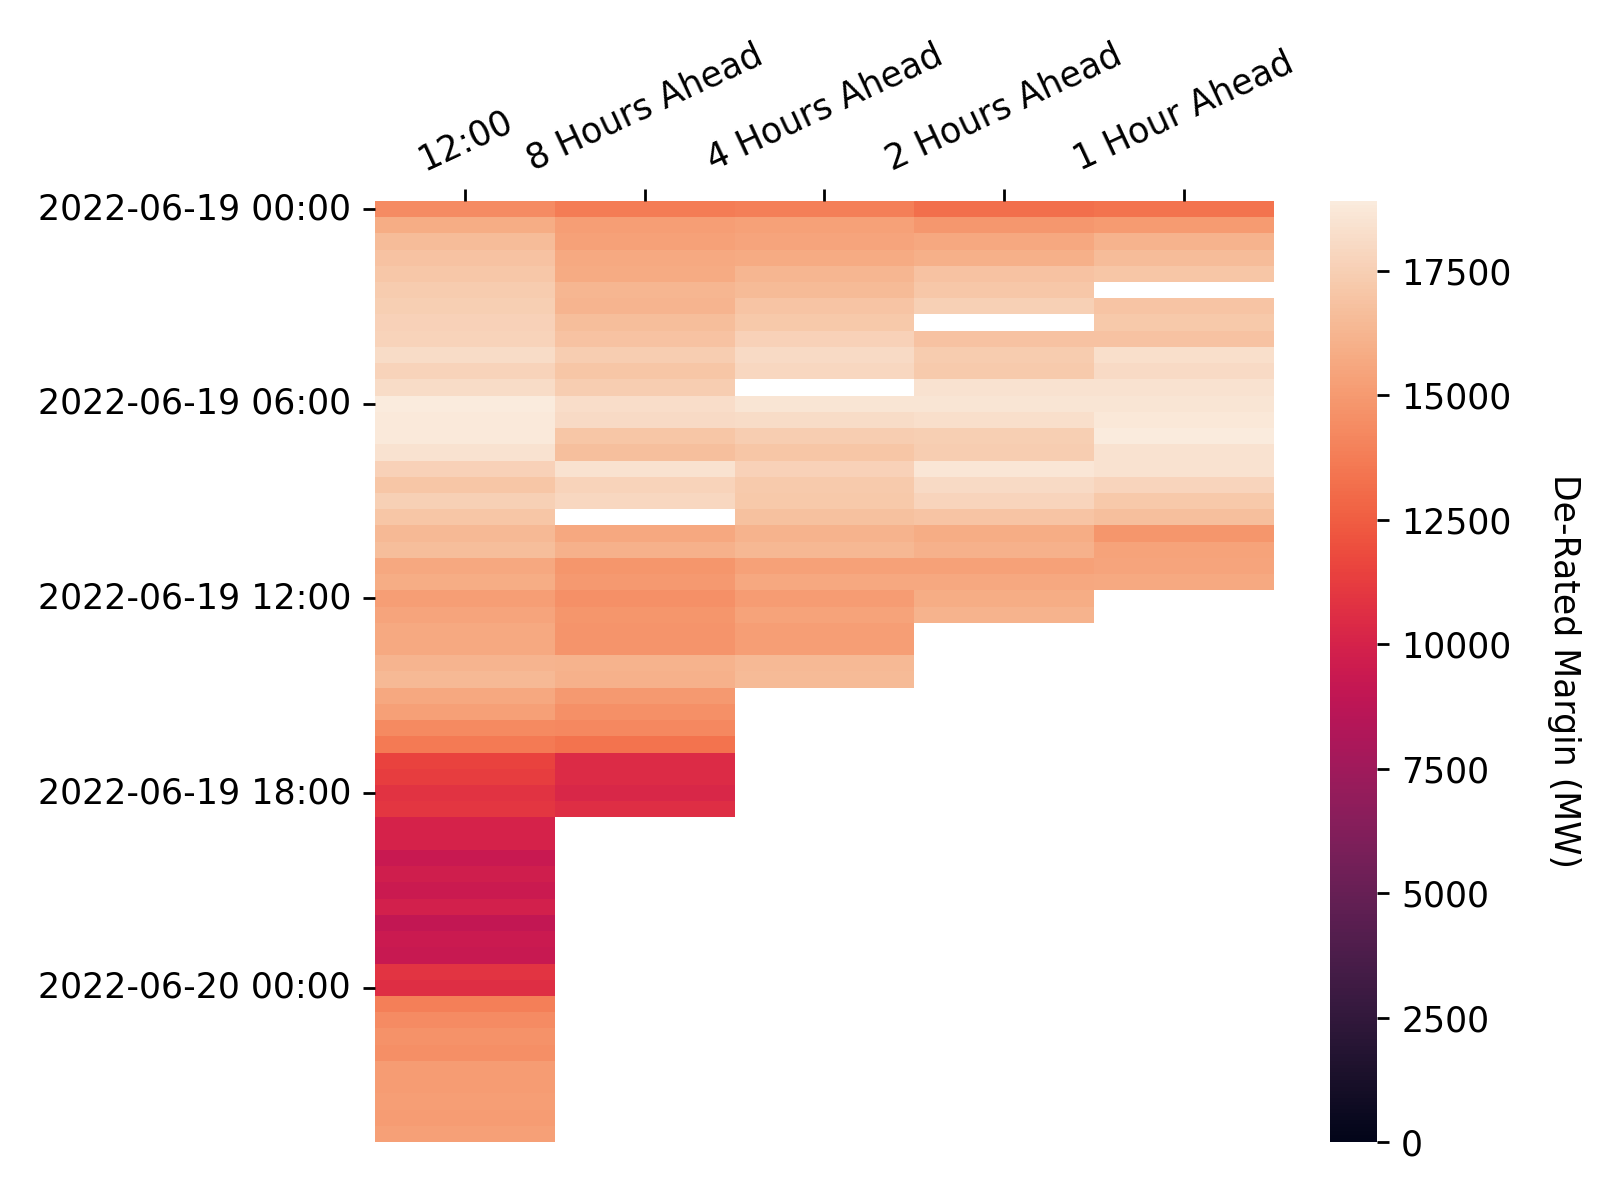 12:00
8 Hours Ahead
4 Hours Ahead
2 Hours Ahead
1 Hour Ahead
2022-06-19 00:00
2022-06-19 06:00
2022-06-19 12:00
2022-06-19 18:00
2022-06-20 00:00
17500
15000
12500
10000
7500
5000
2500
0
De-Rated Margin (MW)